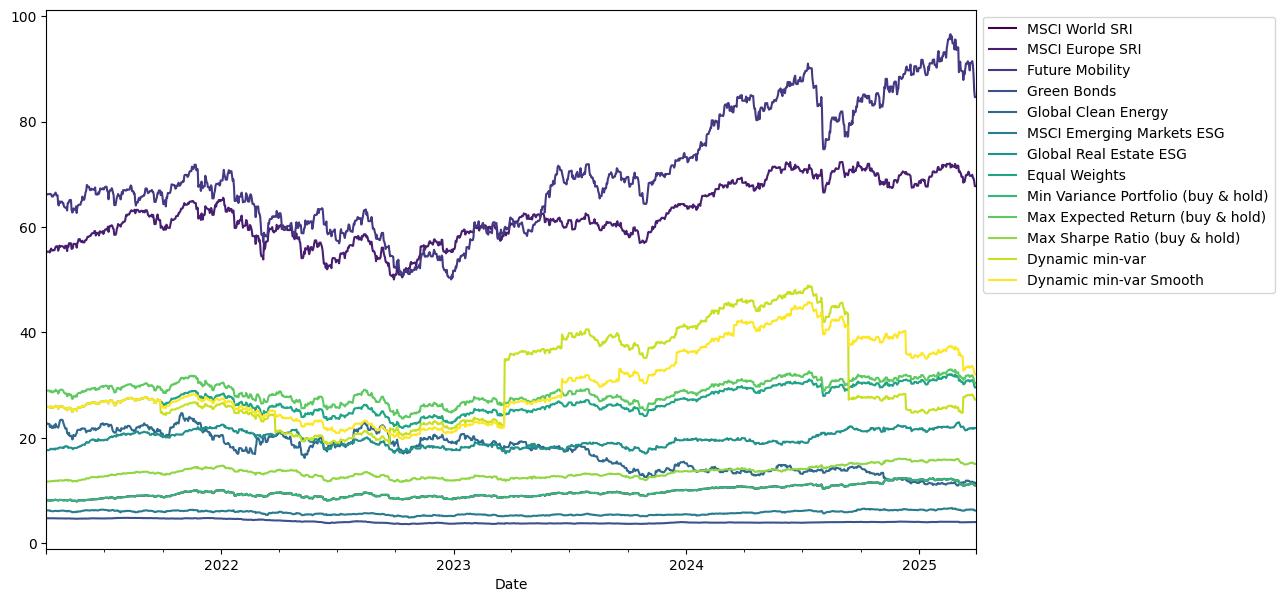 100
80
60
40
20
0
2022
2023
2024
2025
Date
MSCI World SRI
MSCI Europe SRI
Future Mobility
Green Bonds
Global Clean Energy
MSCI Emerging Markets ESG
Global Real Estate ESG
Equal Weights
Min Variance Portfolio (buy & hold)
Max Expected Return (buy & hold)
Max Sharpe Ratio (buy & hold)
Dynamic min-var
Dynamic min-var Smooth